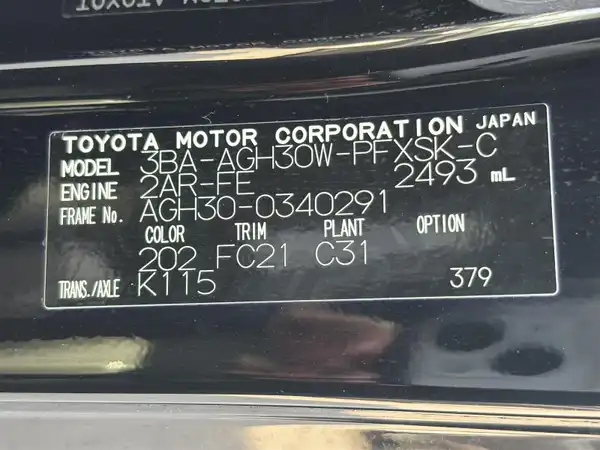 TOYOTA MOTOR CORPORATION JAPAN
MODEL 3BA-AGH30W-PFXSK-C
ENGINE 2AR-FE 2493 mL
FRAME No. AGH30-0340291
COLOR TRIM PLANT OPTION
202 FC21 C31
TRANS./AXLE K115 379